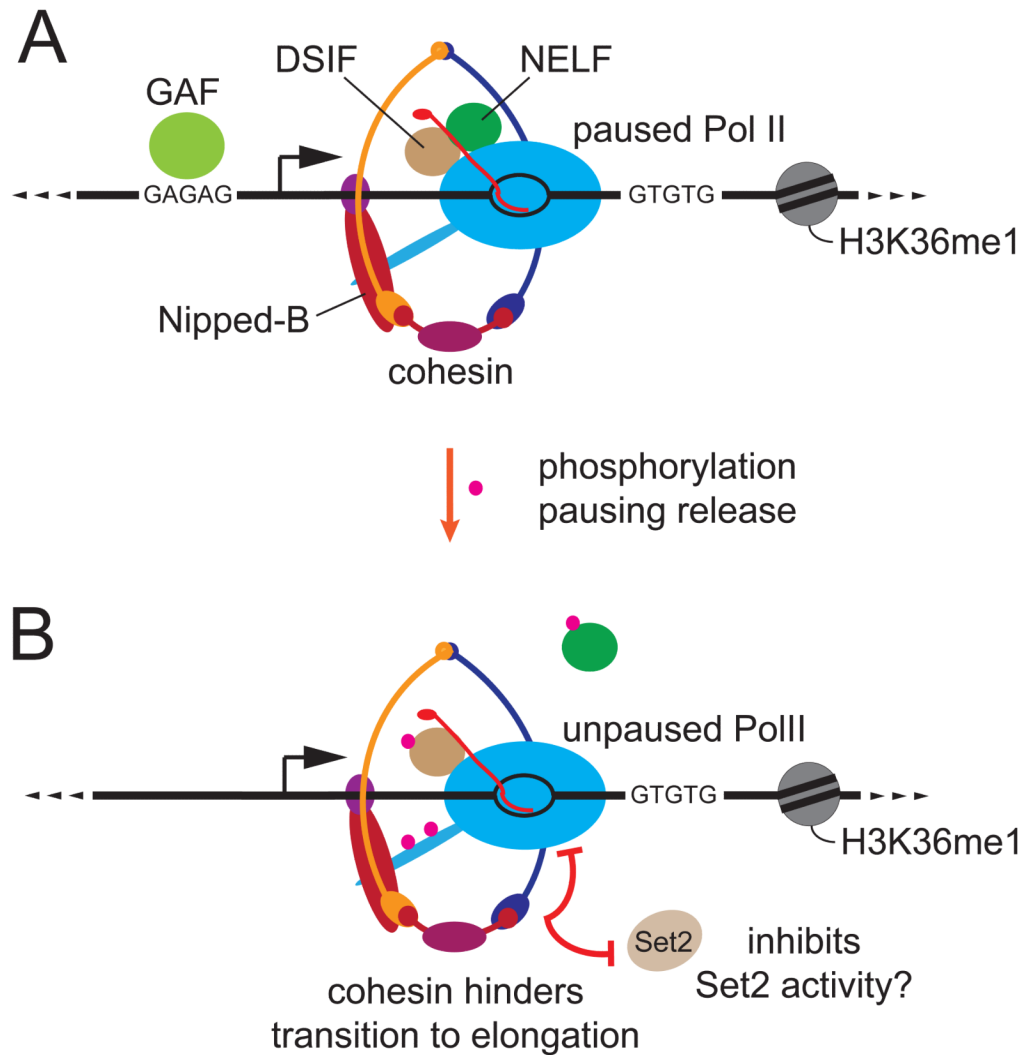 A
DSIF
NELF
GAF
paused Pol II
GAGAG
GTGTG
H3K36me1
Nipped-B
cohesin
phosphorylation
pausing release
B
unpaused PolII
GTGTG
H3K36me1
Set2
inhibits
Set2 activity?
cohesin hinders
transition to elongation